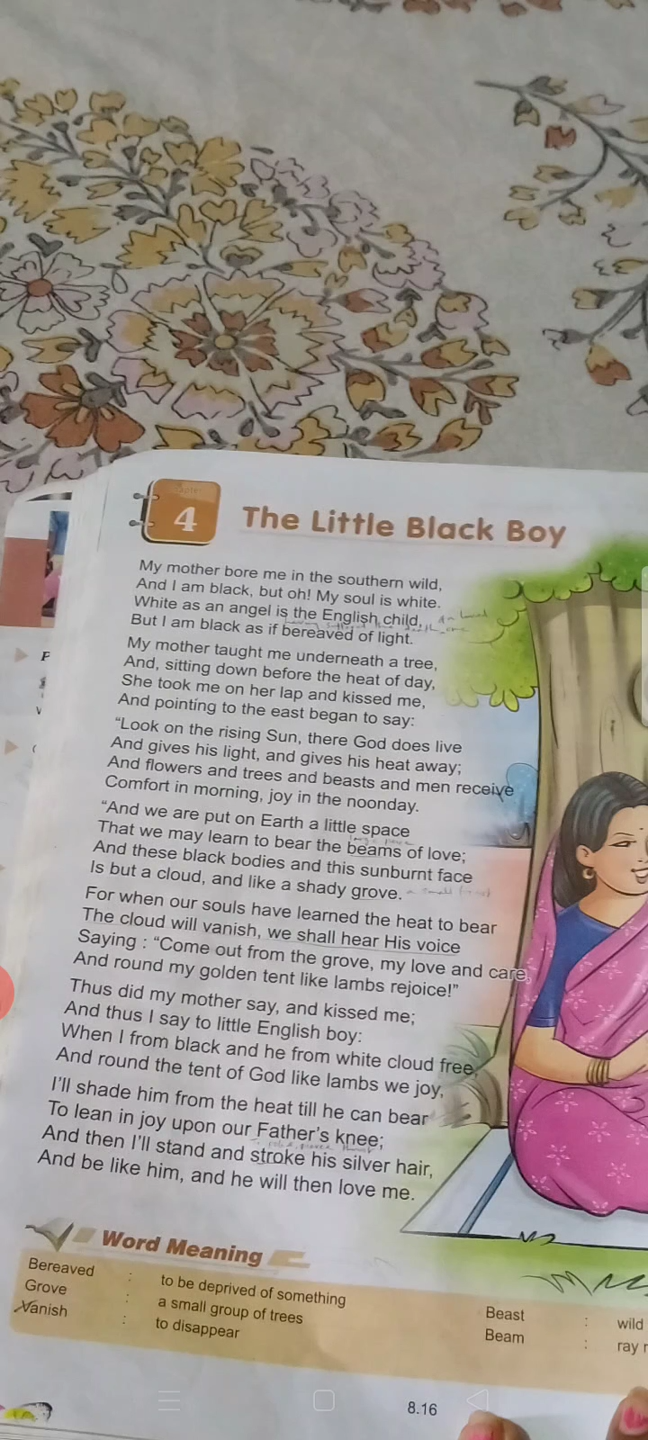 4
The Little Black Boy
My mother bore me in the southern wild,
And I am black, but oh! My soul is white.
White as an angel is the English child,
But I am black as if bereaved of light.
My mother taught me underneath a tree,
And, sitting down before the heat of day,
She took me on her lap and kissed me,
And pointing to the east began to say:
“Look on the rising Sun, there God does live
And gives his light, and gives his heat away;
And flowers and trees and beasts and men receive
Comfort in morning, joy in the noonday.
“And we are put on Earth a little space
That we may learn to bear the beams of love;
And these black bodies and this sunburnt face
Is but a cloud, and like a shady grove.
For when our souls have learned the heat to bear
The cloud will vanish, we shall hear His voice
Saying : “Come out from the grove, my love and care,
And round my golden tent like lambs rejoice!”
Thus did my mother say, and kissed me;
And thus I say to little English boy:
When I from black and he from white cloud free,
And round the tent of God like lambs we joy,
I’ll shade him from the heat till he can bear
To lean in joy upon our Father’s knee;
And then I’ll stand and stroke his silver hair,
And be like him, and he will then love me.
Word Meaning
Bereaved : to be deprived of something
Grove : a small group of trees
Vanish : to disappear
Beast : wild
Beam : ray
8.16